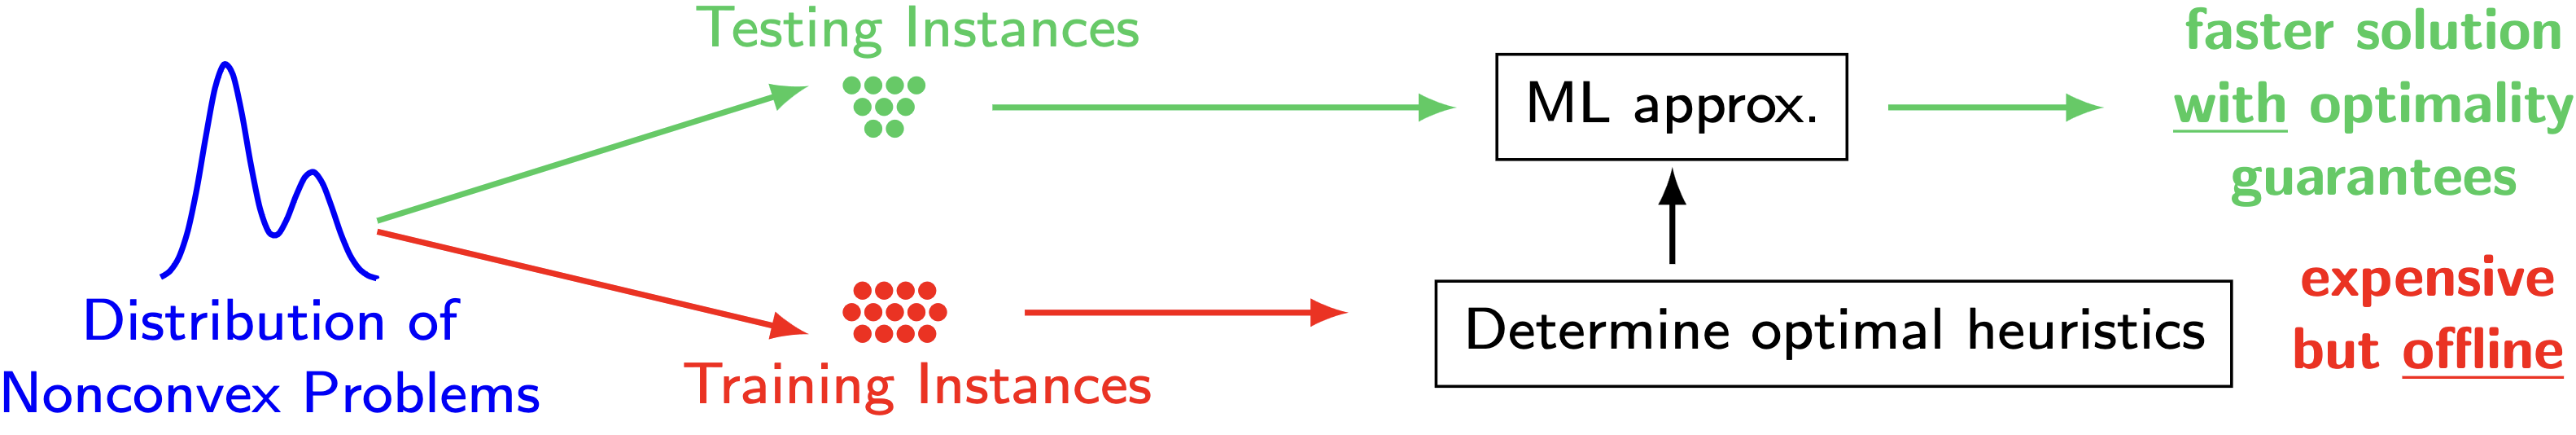 Distribution of
Nonconvex Problems
Testing Instances
Training Instances
ML approx.
Determine optimal heuristics
faster solution
with optimality
guarantees
expensive
but offline